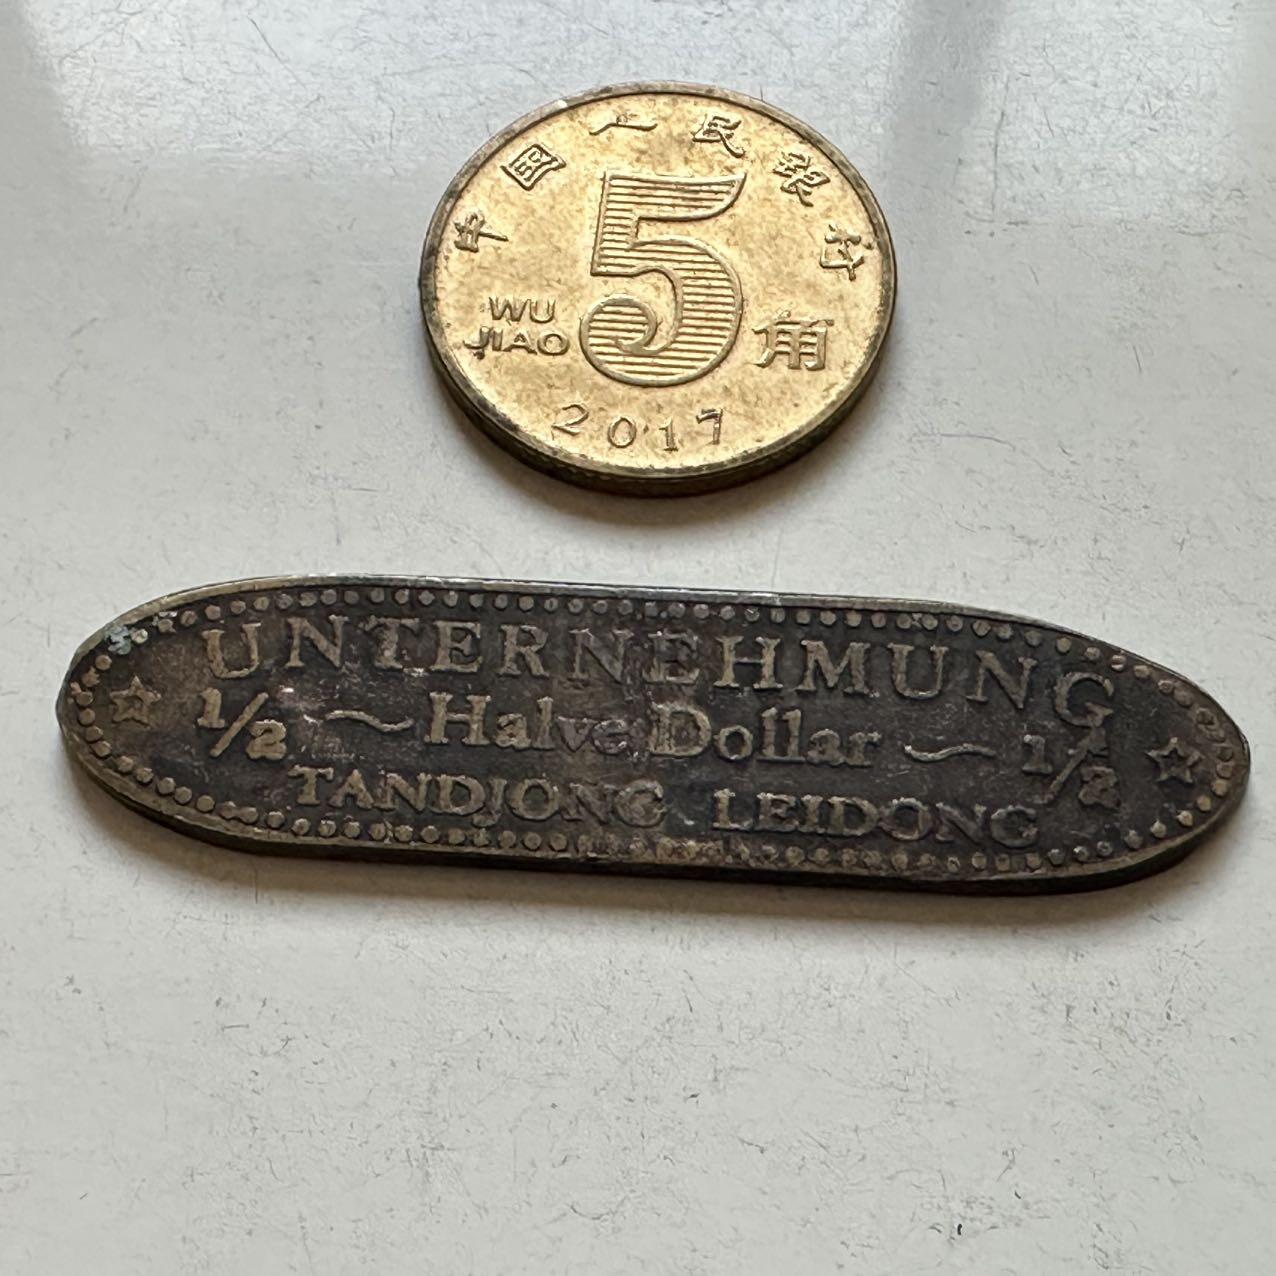 中国人民银行
5角
WU
JIAO
2017
UNTERNEHMUNG
1/2 ~ Halve Dollar ~ 1/2
TANDJONG LEIDONG